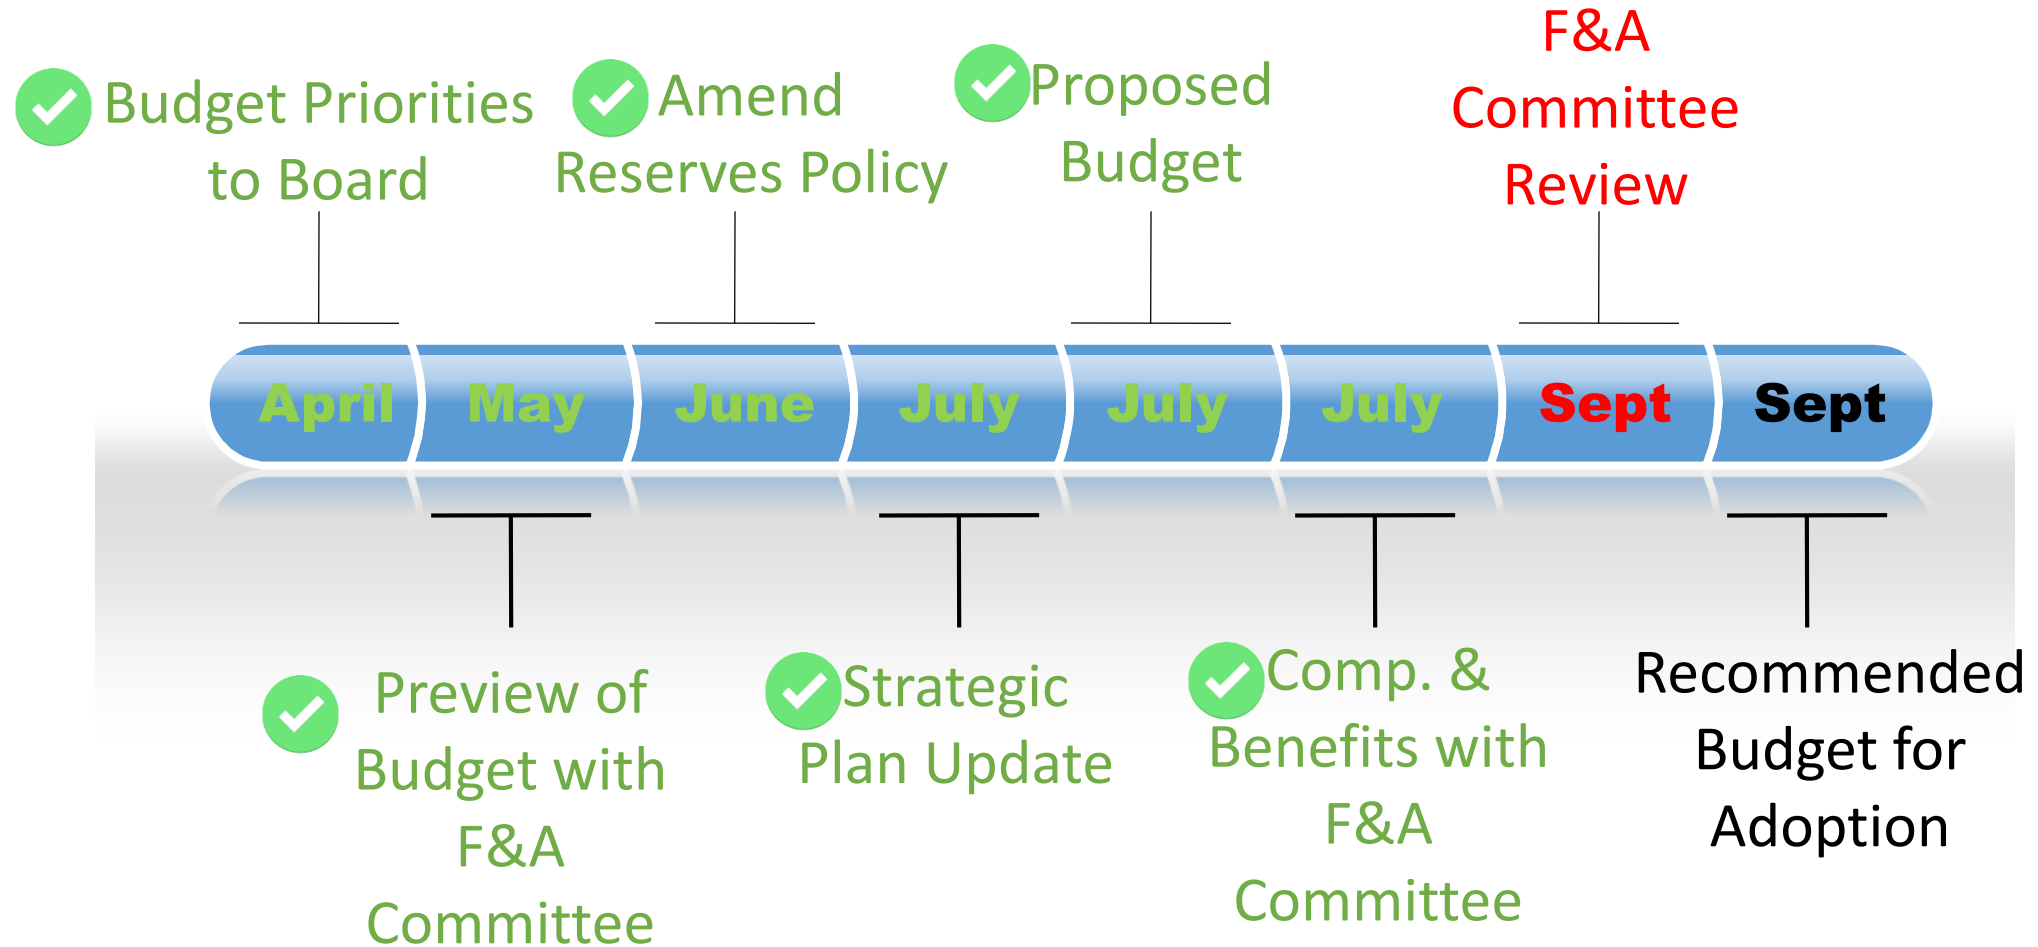 Budget Priorities
to Board
Amend
Reserves Policy
Proposed
Budget
F&A
Committee
Review
April
May
June
July
July
July
Sept
Sept
Preview of
Budget with
F&A
Committee
Strategic
Plan Update
Comp. &
Benefits with
F&A
Committee
Recommended
Budget for
Adoption